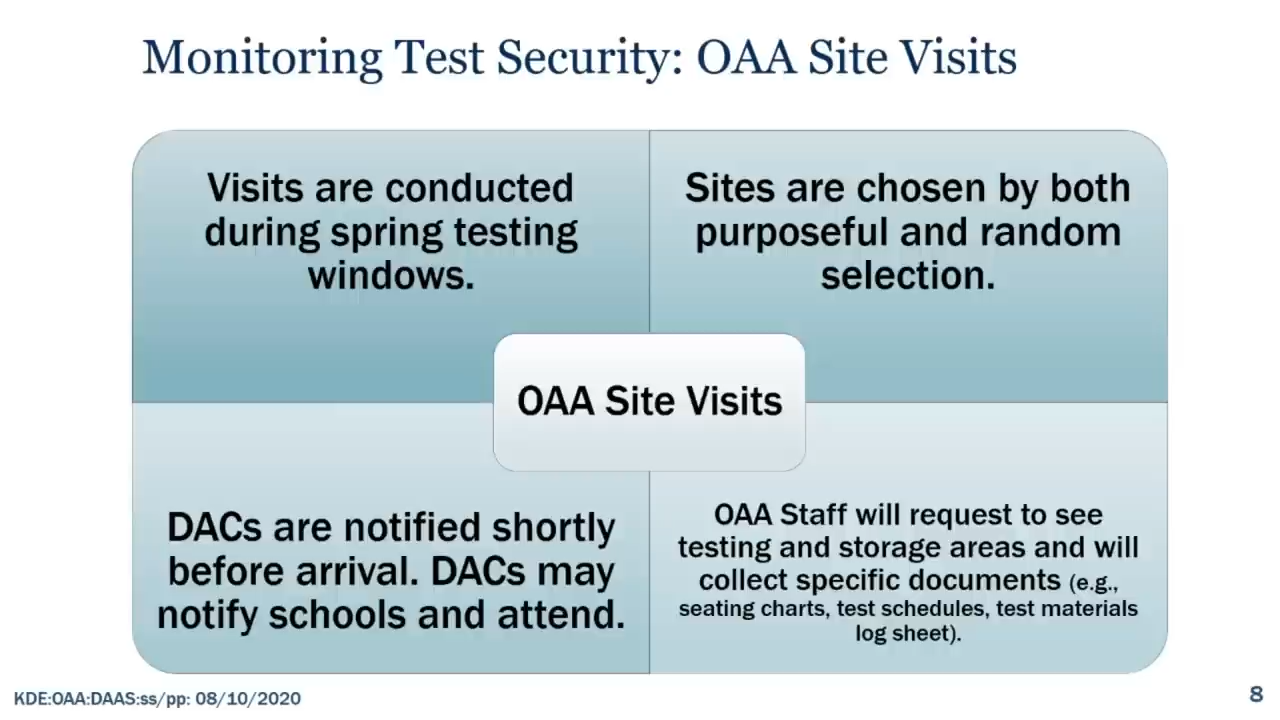 Monitoring Test Security: OAA Site Visits
Visits are conducted
during spring testing
windows.
Sites are chosen by both
purposeful and random
selection.
OAA Site Visits
DACs are notified shortly
before arrival. DACs may
notify schools and attend.
OAA Staff will request to see
testing and storage areas and will
collect specific documents (e.g.,
seating charts, test schedules, test materials
log sheet).
KDE:OAA:DAAS:ss/pp: 08/10/2020
8